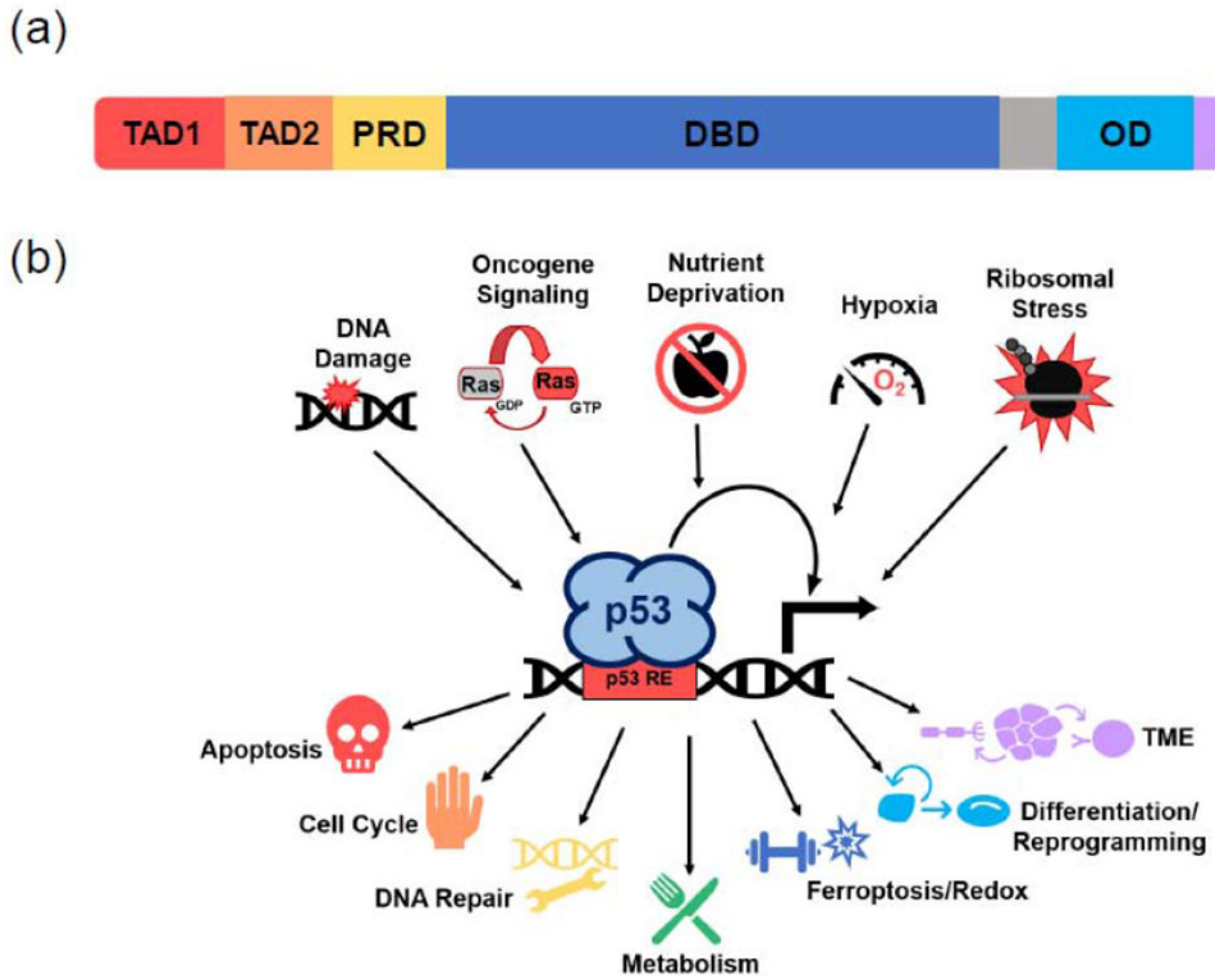 (a)
TAD1 TAD2 PRD DBD OD
(b)
DNA
Damage
Oncogene
Signaling
Ras
GDP
Ras
GTP
Nutrient
Deprivation
Hypoxia
O₂
Ribosomal
Stress
p53
p53 RE
Apoptosis
Cell Cycle
DNA Repair
Metabolism
Ferroptosis/Redox
Differentiation/
Reprogramming
TME